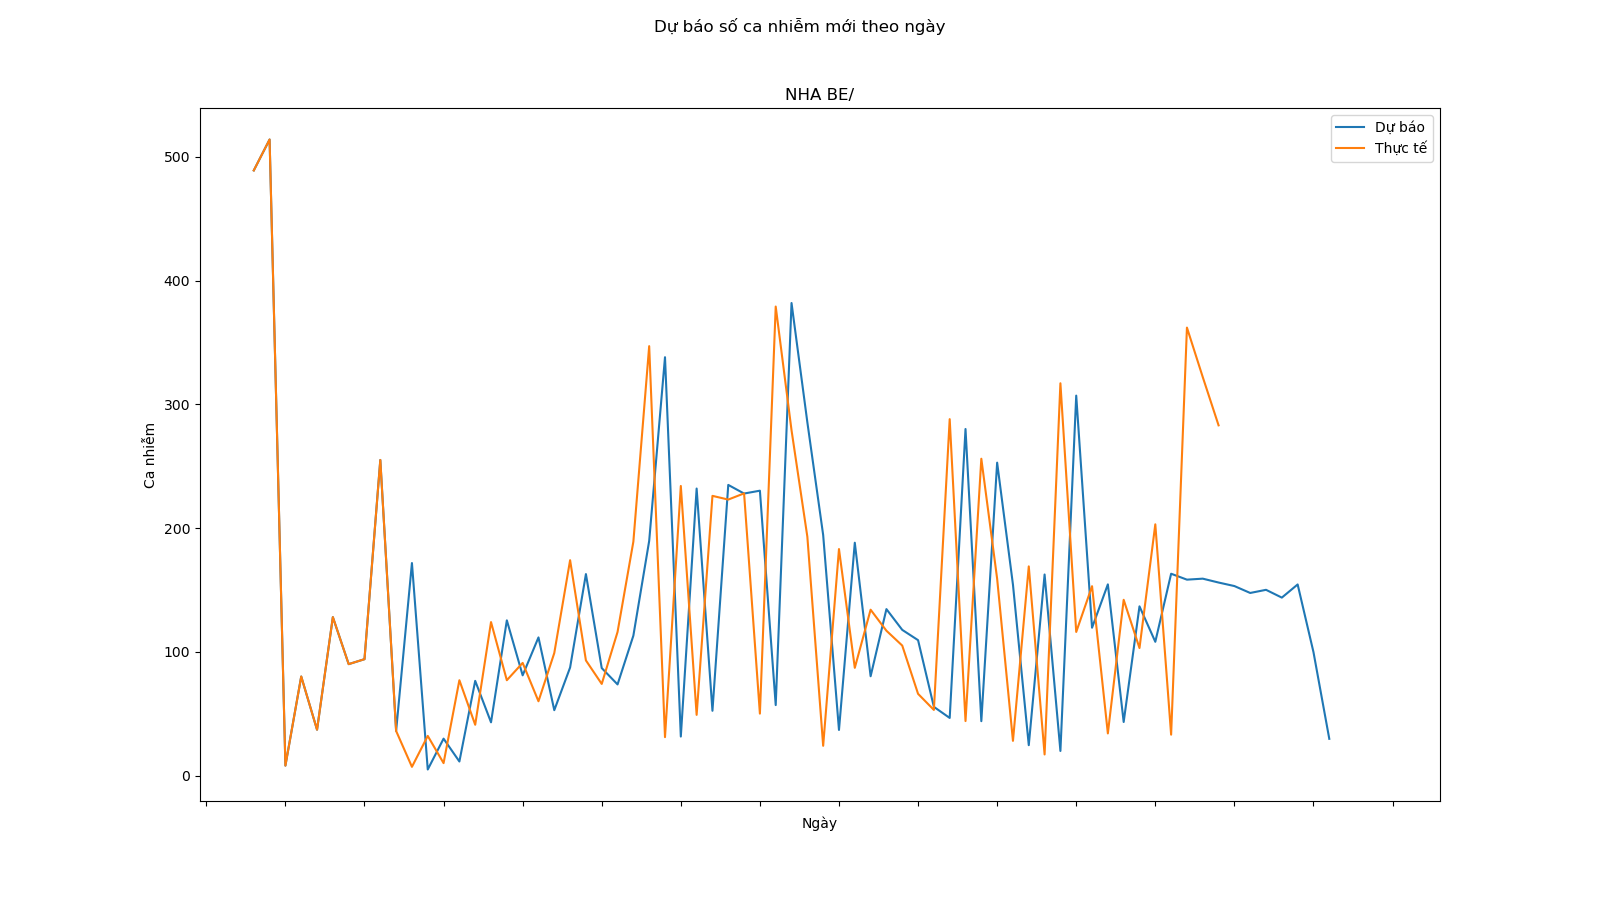 Dự báo số ca nhiễm mới theo ngày
NHA BE/
Dự báo
Thực tế
500
400
300
200
100
0
Ca nhiễm
Ngày